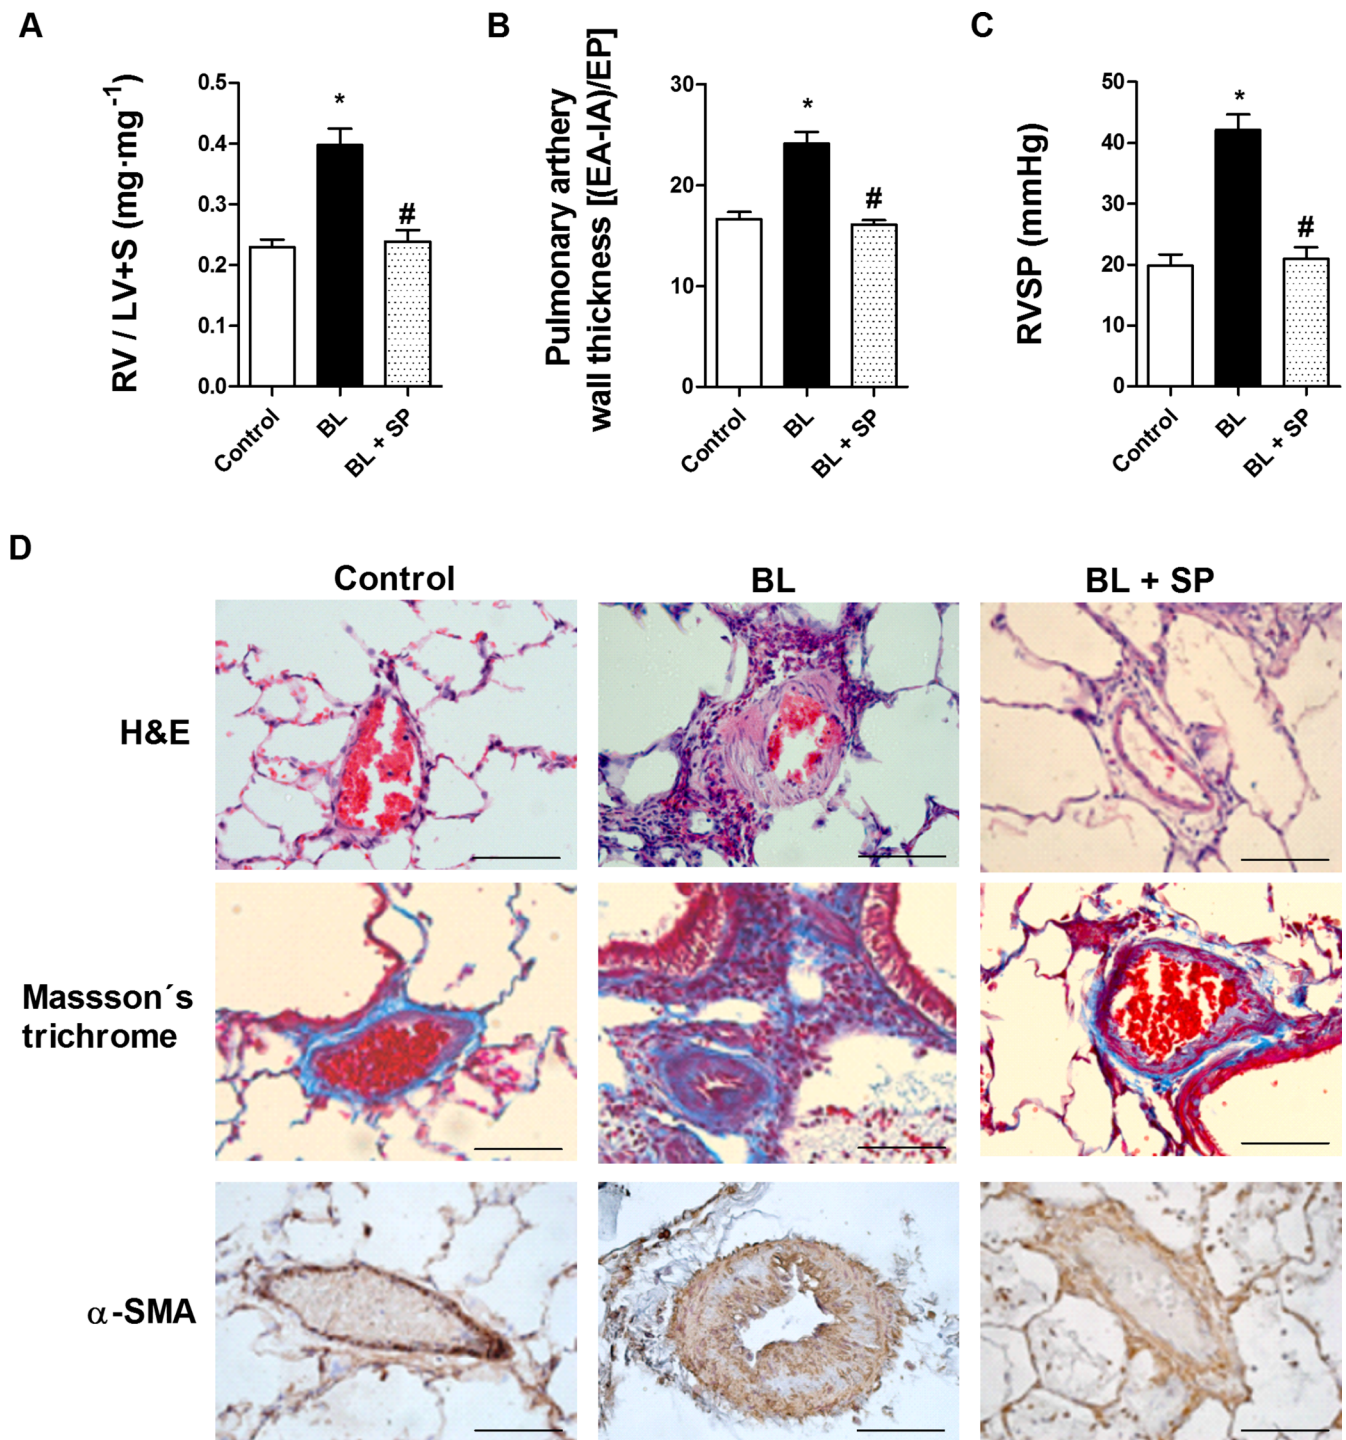 A
B
C
RV / LV+S (mg·mg-1)
0.5
0.4
0.3
0.2
0.1
0.0
*
#
Control
BL
BL + SP
Pulmonary arthery
wall thickness [(EA-IA)/EP]
30
20
10
0
*
#
Control
BL
BL + SP
RVSP (mmHg)
50
40
30
20
10
0
*
#
Control
BL
BL + SP
D
Control
BL
BL + SP
H&E
Massson´s
trichrome
α-SMA